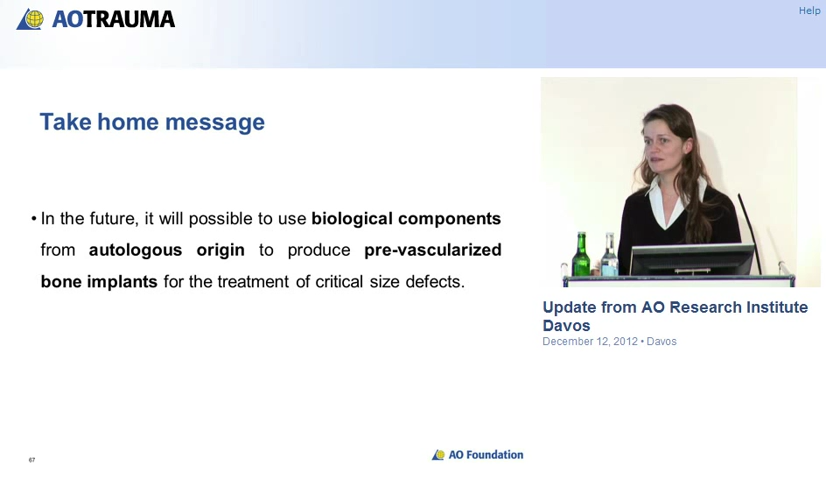 AOTRAUMA
Help
Take home message
• In the future, it will possible to use biological components
from autologous origin to produce pre-vascularized
bone implants for the treatment of critical size defects.
Update from AO Research Institute
Davos
December 12, 2012 • Davos
67
AO Foundation